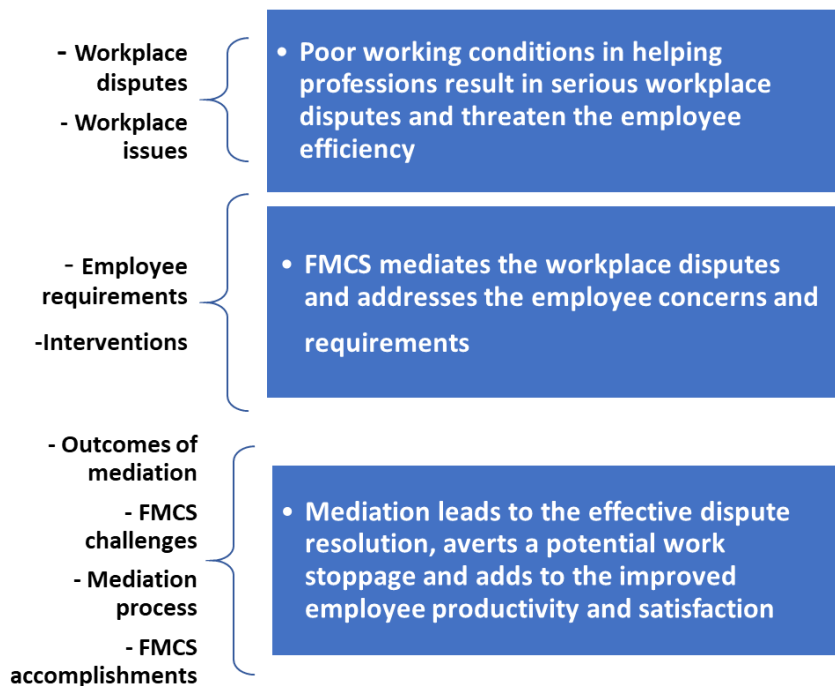 - Workplace
disputes
- Workplace
issues
• Poor working conditions in helping
professions result in serious workplace
disputes and threaten the employee
efficiency
- Employee
requirements
-Interventions
• FMCS mediates the workplace disputes
and addresses the employee concerns and
requirements
- Outcomes of
mediation
- FMCS
challenges
- Mediation
process
- FMCS
accomplishments
• Mediation leads to the effective dispute
resolution, averts a potential work
stoppage and adds to the improved
employee productivity and satisfaction